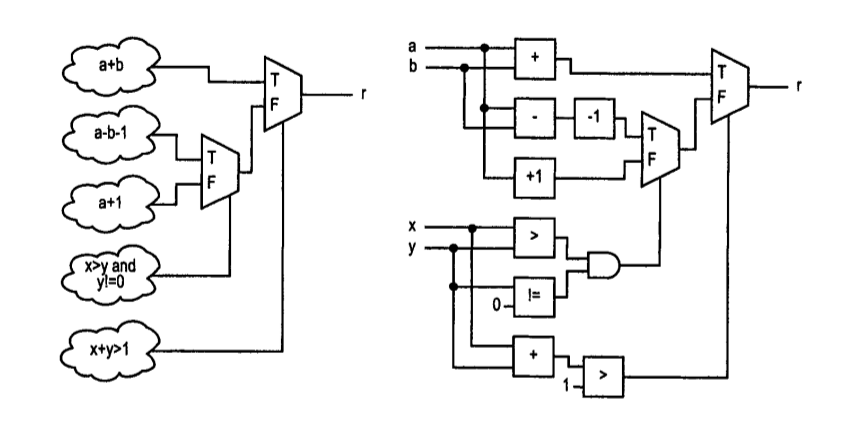 a+b
T
F
r
a-b-1
T
F
a+1
x>y and
y!=0
x+y>1
a
b
+
T
F
r
-
-1
T
F
+1
x
y
>
0
!=
+
1
>